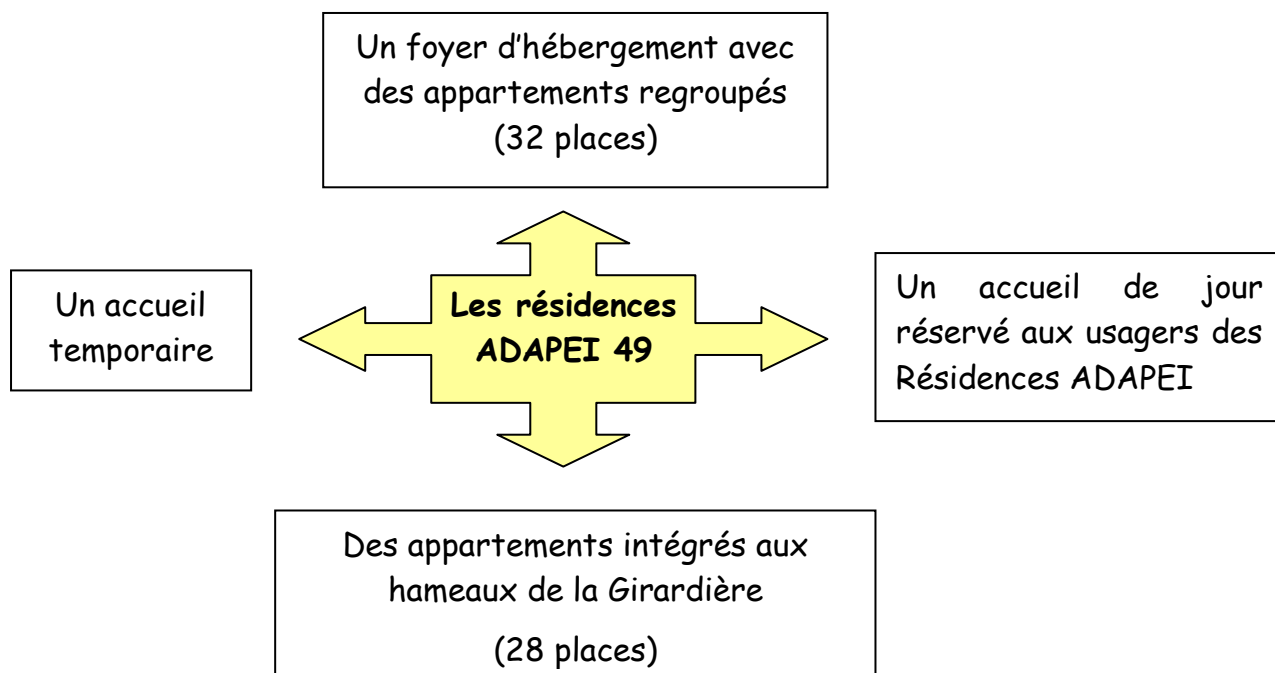 Un foyer d'hébergement avec
des appartements regroupés
(32 places)
Un accueil
temporaire
Les résidences
ADAPEI 49
Un accueil de jour
réservé aux usagers des
Résidences ADAPEI
Des appartements intégrés aux
hameaux de la Girardière
(28 places)